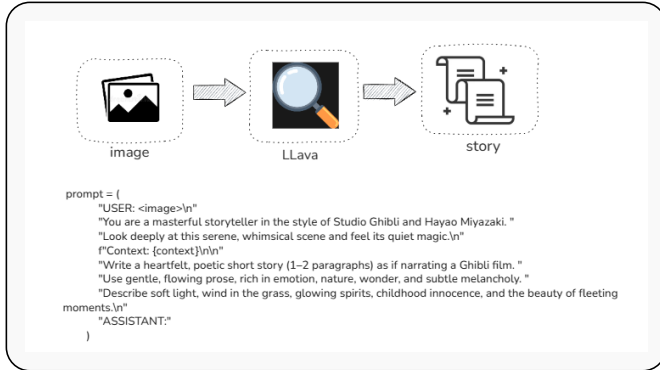 image
LLava
story
prompt = (
"USER: <image>\n"
"You are a masterful storyteller in the style of Studio Ghibli and Hayao Miyazaki. "
"Look deeply at this serene, whimsical scene and feel its quiet magic.\n"
f"Context: {context}\n\n"
"Write a heartfelt, poetic short story (1–2 paragraphs) as if narrating a Ghibli film. "
"Use gentle, flowing prose, rich in emotion, nature, wonder, and subtle melancholy. "
"Describe soft light, wind in the grass, glowing spirits, childhood innocence, and the beauty of fleeting
moments.\n"
"ASSISTANT:"
)